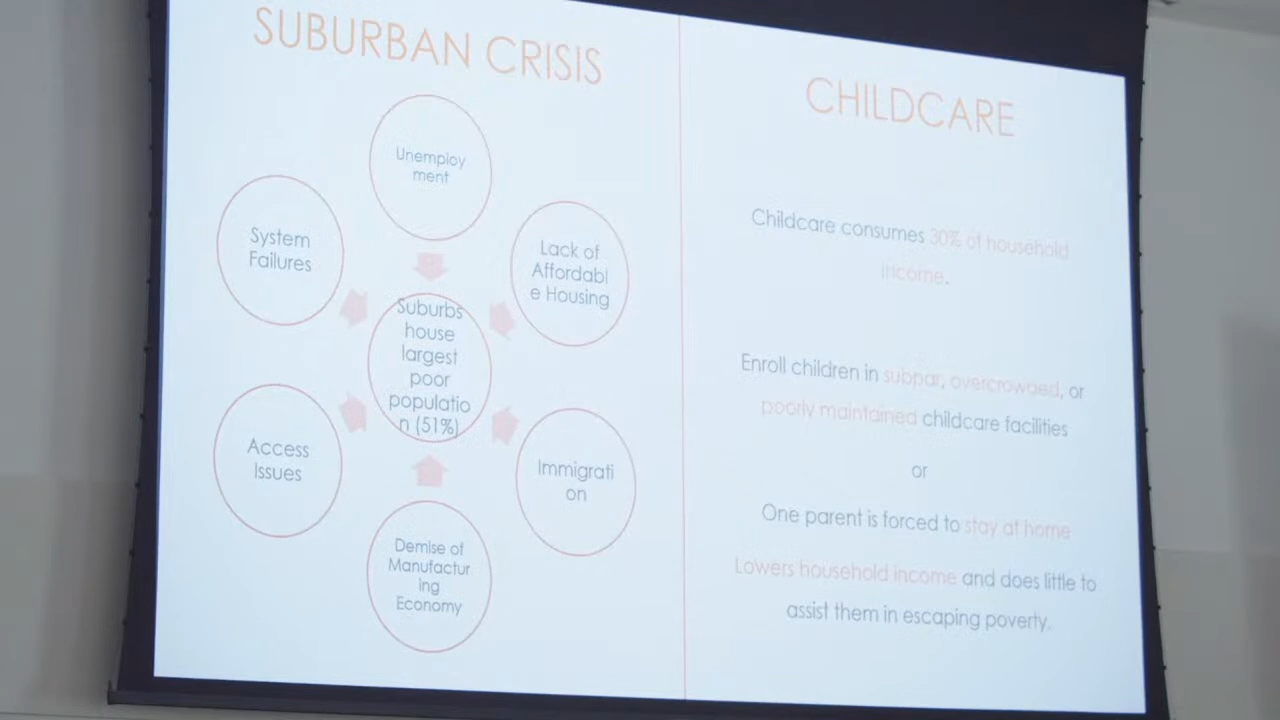 SUBURBAN CRISIS
Unemploy
ment
System
Failures
Lack of
Affordabl
e Housing
Suburbs
house
largest
poor
populatio
n (51%)
Access
Issues
Immigrati
on
Demise of
Manufactur
ing
Economy
CHILDCARE
Childcare consumes 30% of household
income.
Enroll children in subpar, overcrowded, or
poorly maintained childcare facilities
or
One parent is forced to stay at home
Lowers household income and does little to
assist them in escaping poverty.